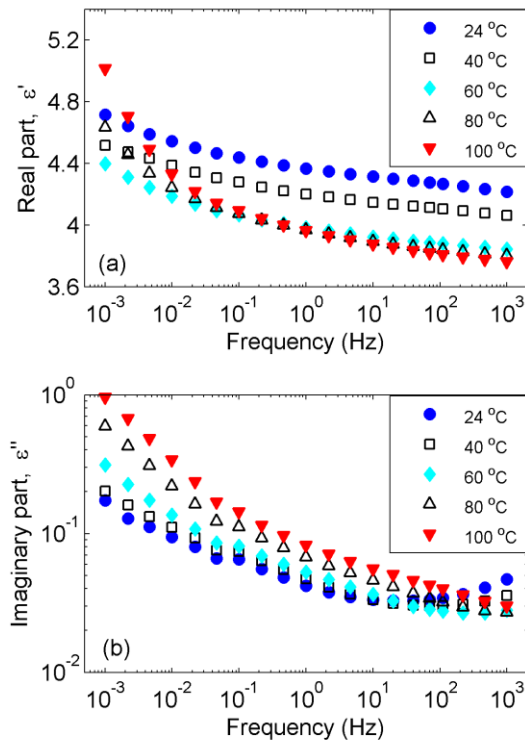 5.2
4.8
4.4
4
3.6
Real part, ε'
24 °C
40 °C
60 °C
80 °C
100 °C
(a)
10⁻³ 10⁻² 10⁻¹ 10⁰ 10¹ 10² 10³
Frequency (Hz)
10⁰
10⁻¹
10⁻²
Imaginary part, ε"
24 °C
40 °C
60 °C
80 °C
100 °C
(b)
10⁻³ 10⁻² 10⁻¹ 10⁰ 10¹ 10² 10³
Frequency (Hz)